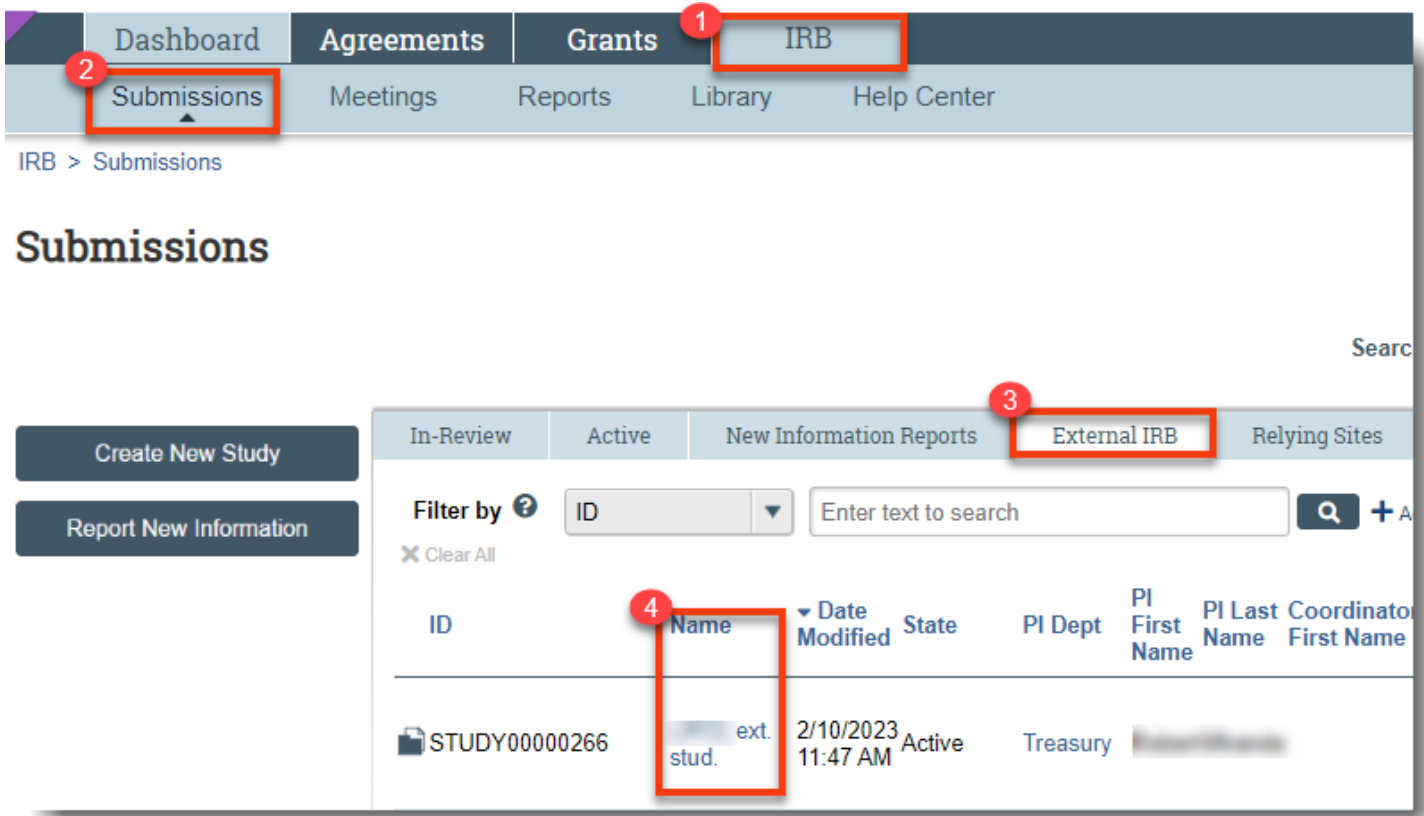 Dashboard Agreements Grants 1 IRB
2 Submissions Meetings Reports Library Help Center
IRB > Submissions
Submissions
Searc
3
In-Review Active New Information Reports External IRB Relying Sites
Create New Study
Filter by ? ID Enter text to search + A
Report New Information
Clear All
4
ID Name Date Modified State PI Dept PI First Name PI Last Name Coordinator First Name
STUDY00000266 ext. stud. 2/10/2023 11:47 AM Active Treasury